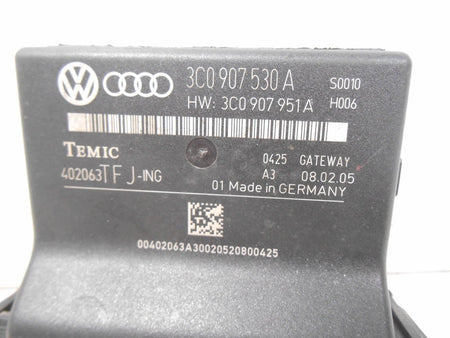 3C0 907 530 A S0010
HW: 3C0 907 951 A H006
TEMIC 0425 GATEWAY
402063TFJ-ING A3 08.02.05
01 Made in GERMANY
00402063A30020520800425